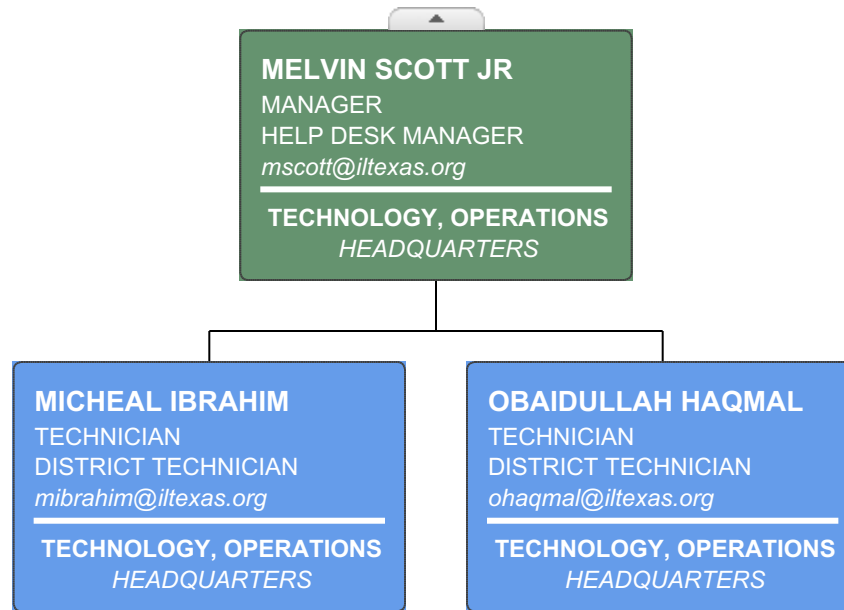 MELVIN SCOTT JR
MANAGER
HELP DESK MANAGER
mscott@iltexas.org
TECHNOLOGY, OPERATIONS
HEADQUARTERS
MICHEAL IBRAHIM
TECHNICIAN
DISTRICT TECHNICIAN
mibrahim@iltexas.org
TECHNOLOGY, OPERATIONS
HEADQUARTERS
OBAIDULLAH HAQMAL
TECHNICIAN
DISTRICT TECHNICIAN
ohaqmal@iltexas.org
TECHNOLOGY, OPERATIONS
HEADQUARTERS